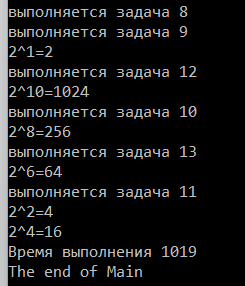 выполняется задача 8
выполняется задача 9
2^1=2
выполняется задача 12
2^10=1024
выполняется задача 10
2^8=256
выполняется задача 13
2^6=64
выполняется задача 11
2^2=4
2^4=16
Время выполнения 1019
The end of Main